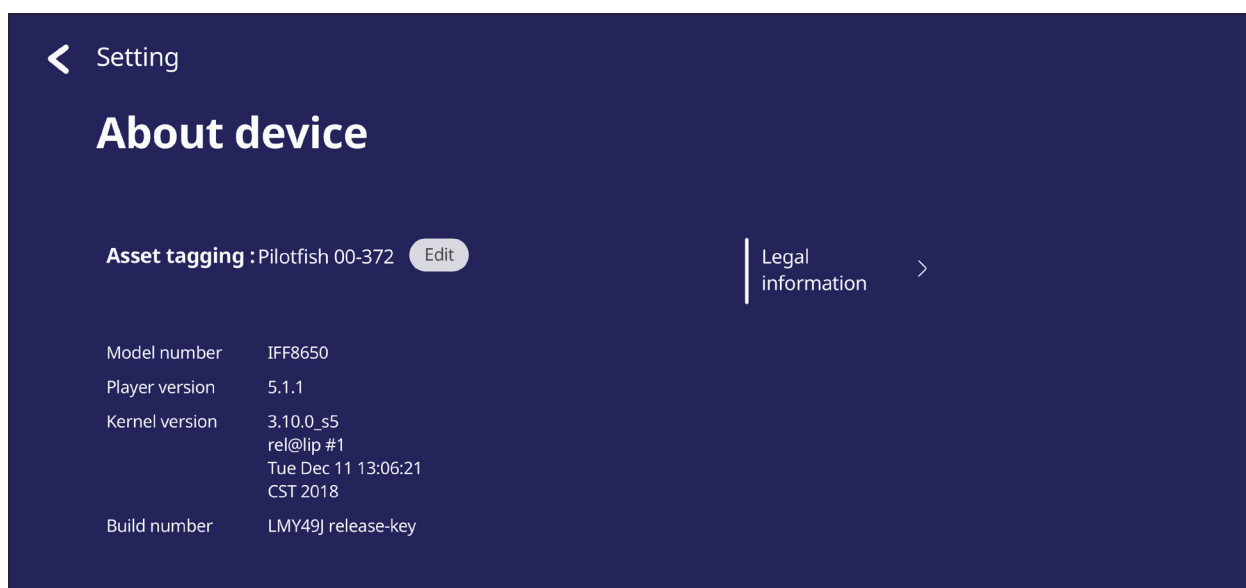 Setting
About device
Asset tagging : Pilotfish 00-372 Edit
Legal
information
Model number IFF8650
Player version 5.1.1
Kernel version 3.10.0_s5
rel@lip #1
Tue Dec 11 13:06:21
CST 2018
Build number LMY49J release-key